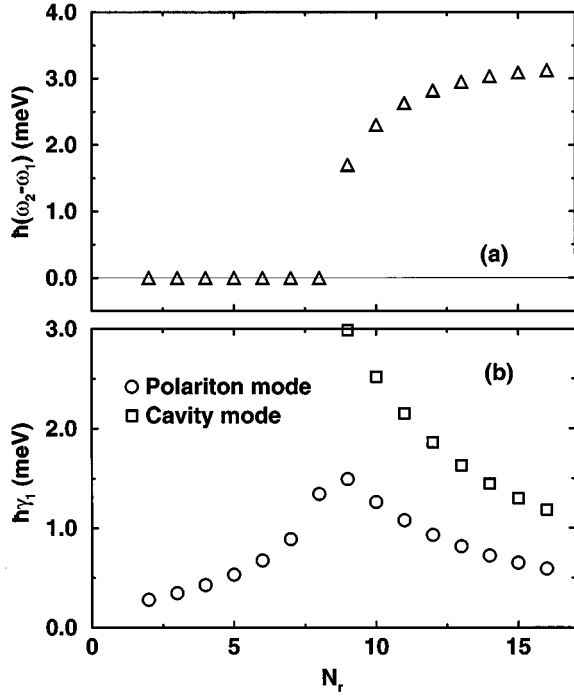 4.0
3.0
2.0
1.0
0.0
ħ(ω₂-ω₁) (meV)
(a)
3.0
2.0
1.0
0.0
ħγ₁ (meV)
(b)
Polariton mode
Cavity mode
0
5
10
15
Nᵣ